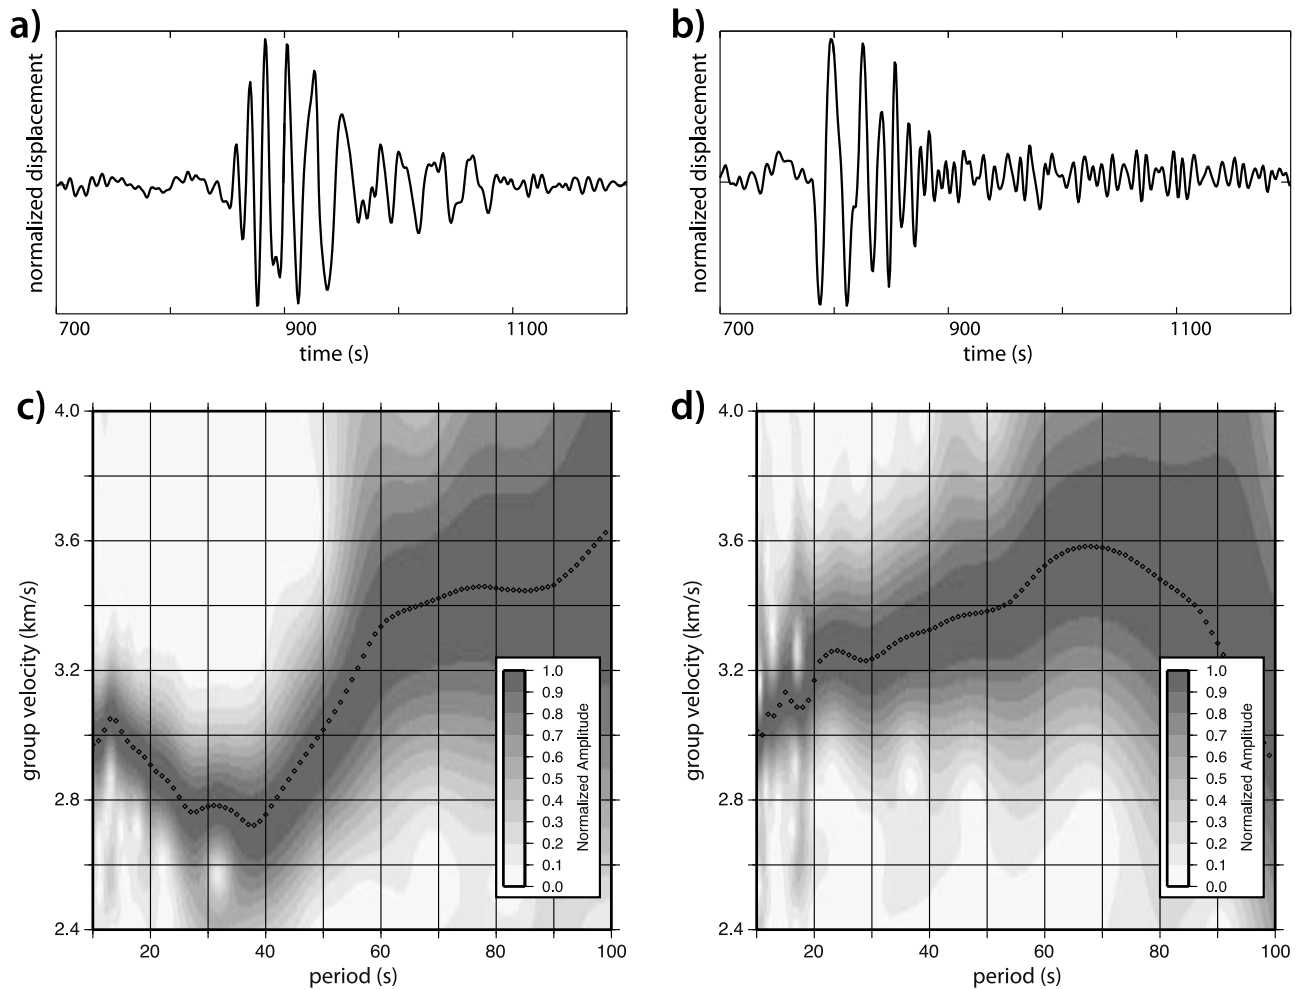 a)
normalized displacement
700 900 1100
time (s)
b)
normalized displacement
700 900 1100
time (s)
c)
group velocity (km/s)
4.0
3.6
3.2
2.8
2.4
20 40 60 80 100
period (s)
1.0
0.9
0.8
0.7
0.6
0.5
0.4
0.3
0.2
0.1
0.0
Normalized Amplitude
d)
group velocity (km/s)
4.0
3.6
3.2
2.8
2.4
20 40 60 80 100
period (s)
1.0
0.9
0.8
0.7
0.6
0.5
0.4
0.3
0.2
0.1
0.0
Normalized Amplitude